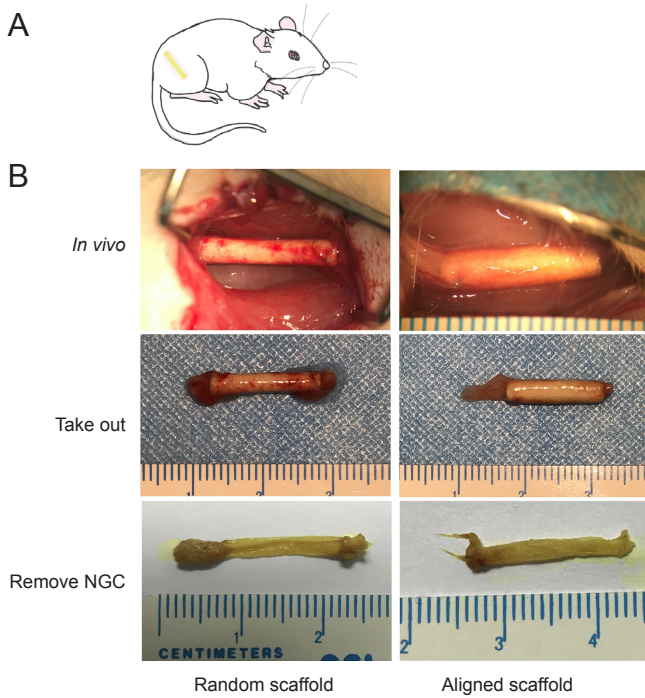 A
B
In vivo
Take out
1 2 3
2 3
Remove NGC
1 2
CENTIMETERS
2 3 4
Random scaffold
Aligned scaffold